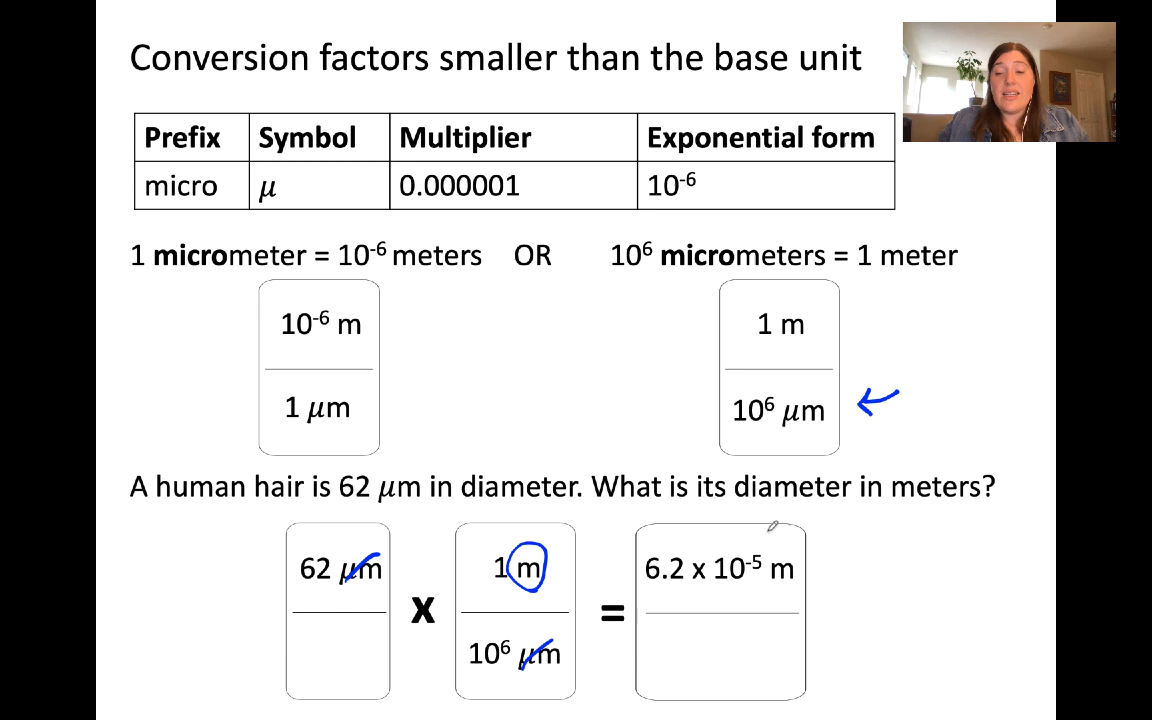 Conversion factors smaller than the base unit
Prefix Symbol Multiplier Exponential form
micro μ 0.000001 10⁻⁶
1 micrometer = 10⁻⁶ meters OR 10⁶ micrometers = 1 meter
10⁻⁶ m
1 μm
1 m
10⁶ μm
A human hair is 62 μm in diameter. What is its diameter in meters?
62 μm
x
1 m
10⁶ μm
=
6.2 x 10⁻⁵ m